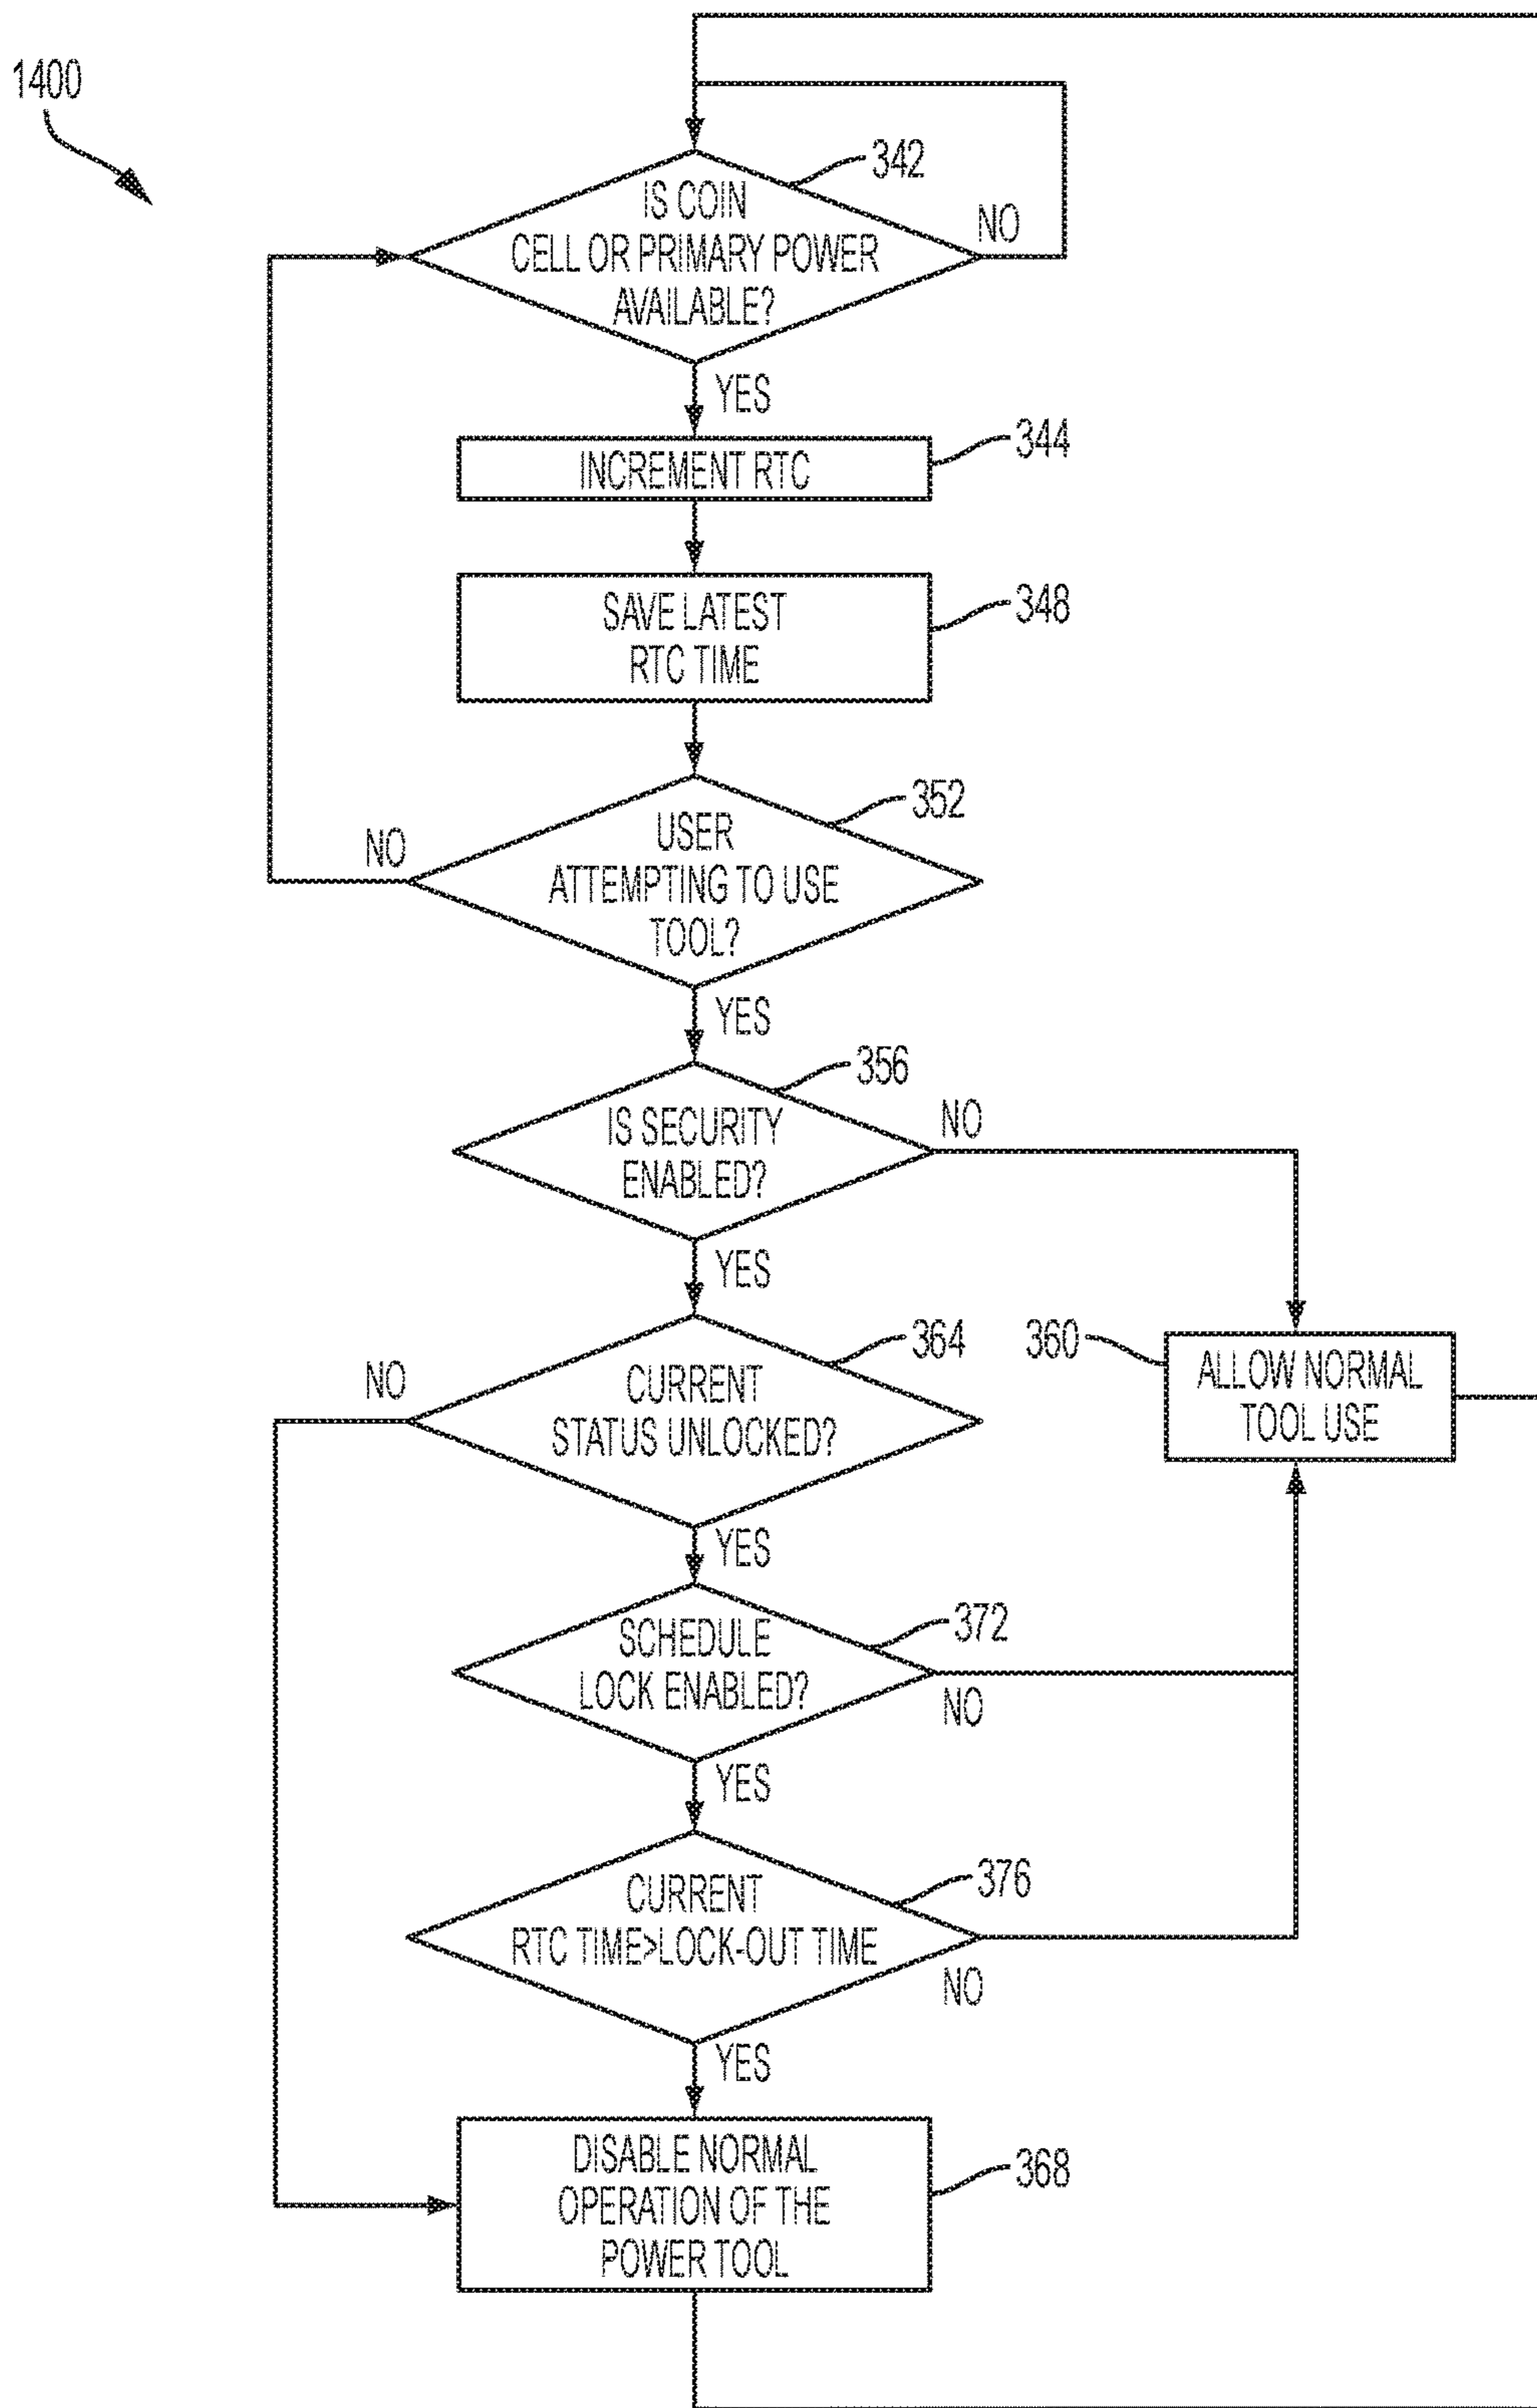 1400
342
IS COIN
CELL OR PRIMARY POWER
AVAILABLE?
NO
YES
344
INCREMENT RTC
348
SAVE LATEST
RTC TIME
352
USER
ATTEMPTING TO USE
TOOL?
NO
YES
356
IS SECURITY
ENABLED?
NO
YES
364
CURRENT
STATUS UNLOCKED?
NO
360
ALLOW NORMAL
TOOL USE
YES
372
SCHEDULE
LOCK ENABLED?
NO
YES
376
CURRENT
RTC TIME>LOCK-OUT TIME
NO
YES
368
DISABLE NORMAL
OPERATION OF THE
POWER TOOL